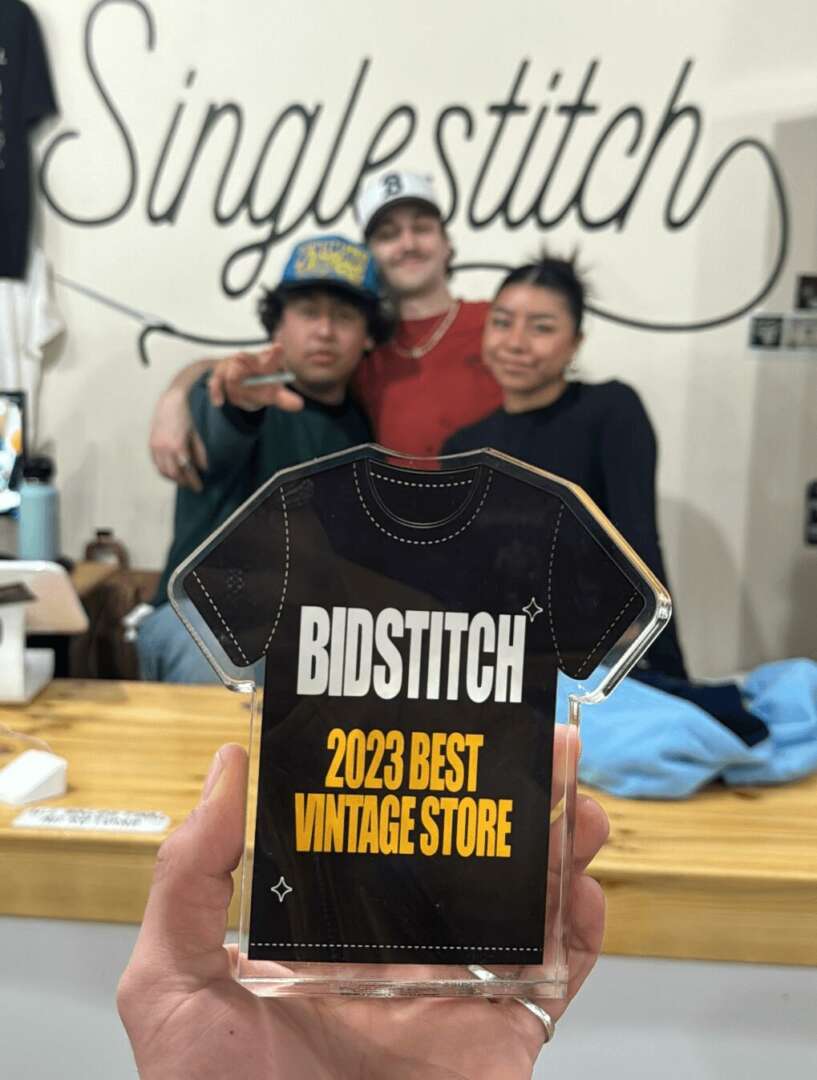 Singlestitch
B
BIDSTITCH
2023 BEST
VINTAGE STORE